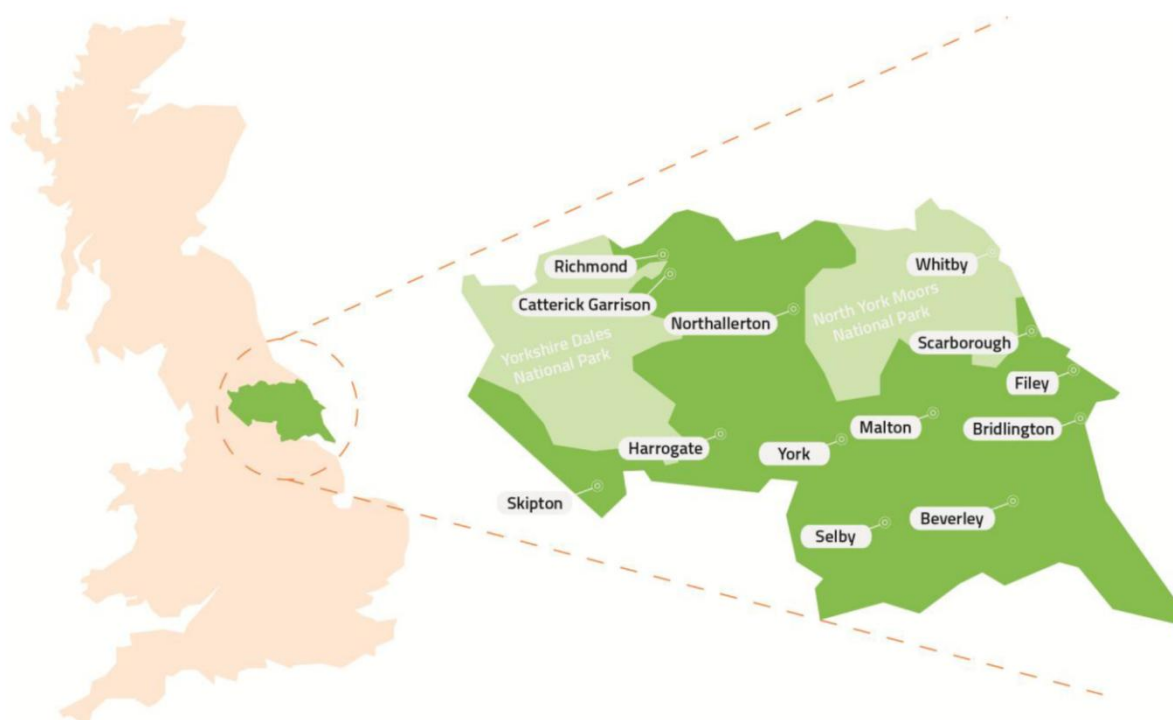 Richmond
Whitby
Catterick Garrison
Northallerton
North York Moors
National Park
Yorkshire Dales
National Park
Scarborough
Filey
Malton
Bridlington
Harrogate
York
Skipton
Selby
Beverley